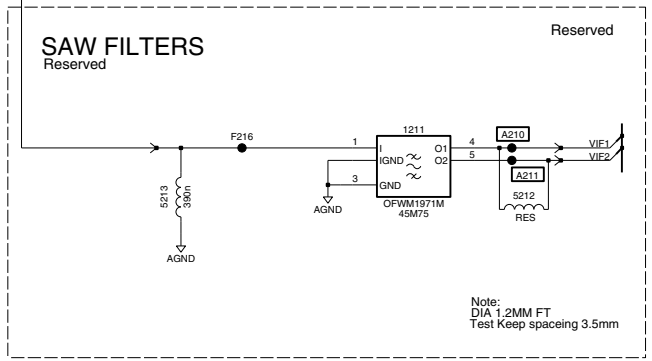 Reserved
SAW FILTERS
Reserved
F216
1211
1
I
IGND
3
GND
O1
O2
4
5
A210
A211
VIF1
VIF2
5213
390n
AGND
AGND
OFWM1971M
45M75
5212
RES
Note:
DIA 1.2MM FT
Test Keep spaceing 3.5mm